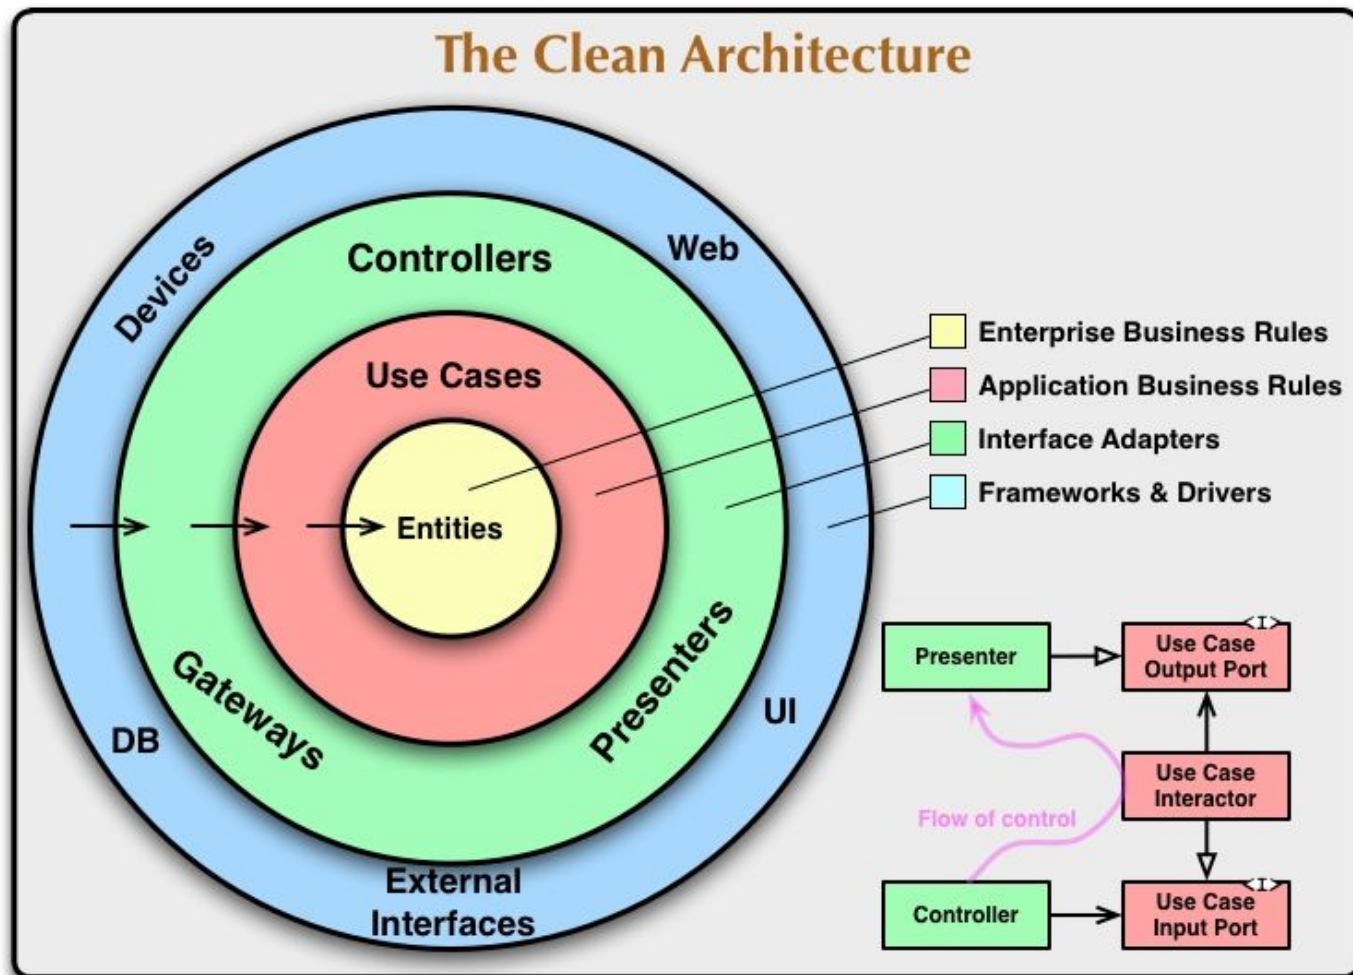 The Clean Architecture
Devices
Controllers
Web
Use Cases
Entities
Gateways
Presenters
DB
UI
External
Interfaces
Enterprise Business Rules
Application Business Rules
Interface Adapters
Frameworks & Drivers
Presenter
<I>
Use Case
Output Port
Use Case
Interactor
Flow of control
Controller
<I>
Use Case
Input Port